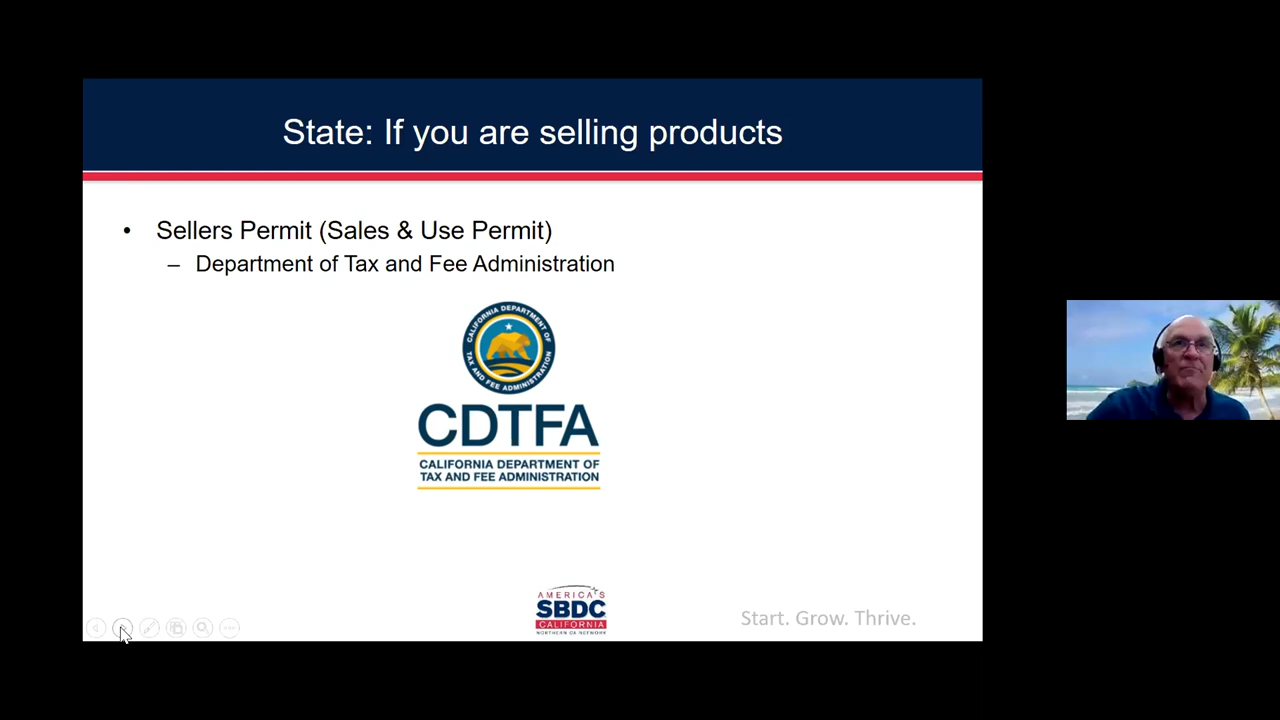 State: If you are selling products
• Sellers Permit (Sales & Use Permit)
– Department of Tax and Fee Administration
CALIFORNIA DEPARTMENT OF
TAX AND FEE ADMINISTRATION
CDTFA
CALIFORNIA DEPARTMENT OF
TAX AND FEE ADMINISTRATION
AMERICA'S
SBDC
CALIFORNIA
NORTHERN CA NETWORK
Start. Grow. Thrive.